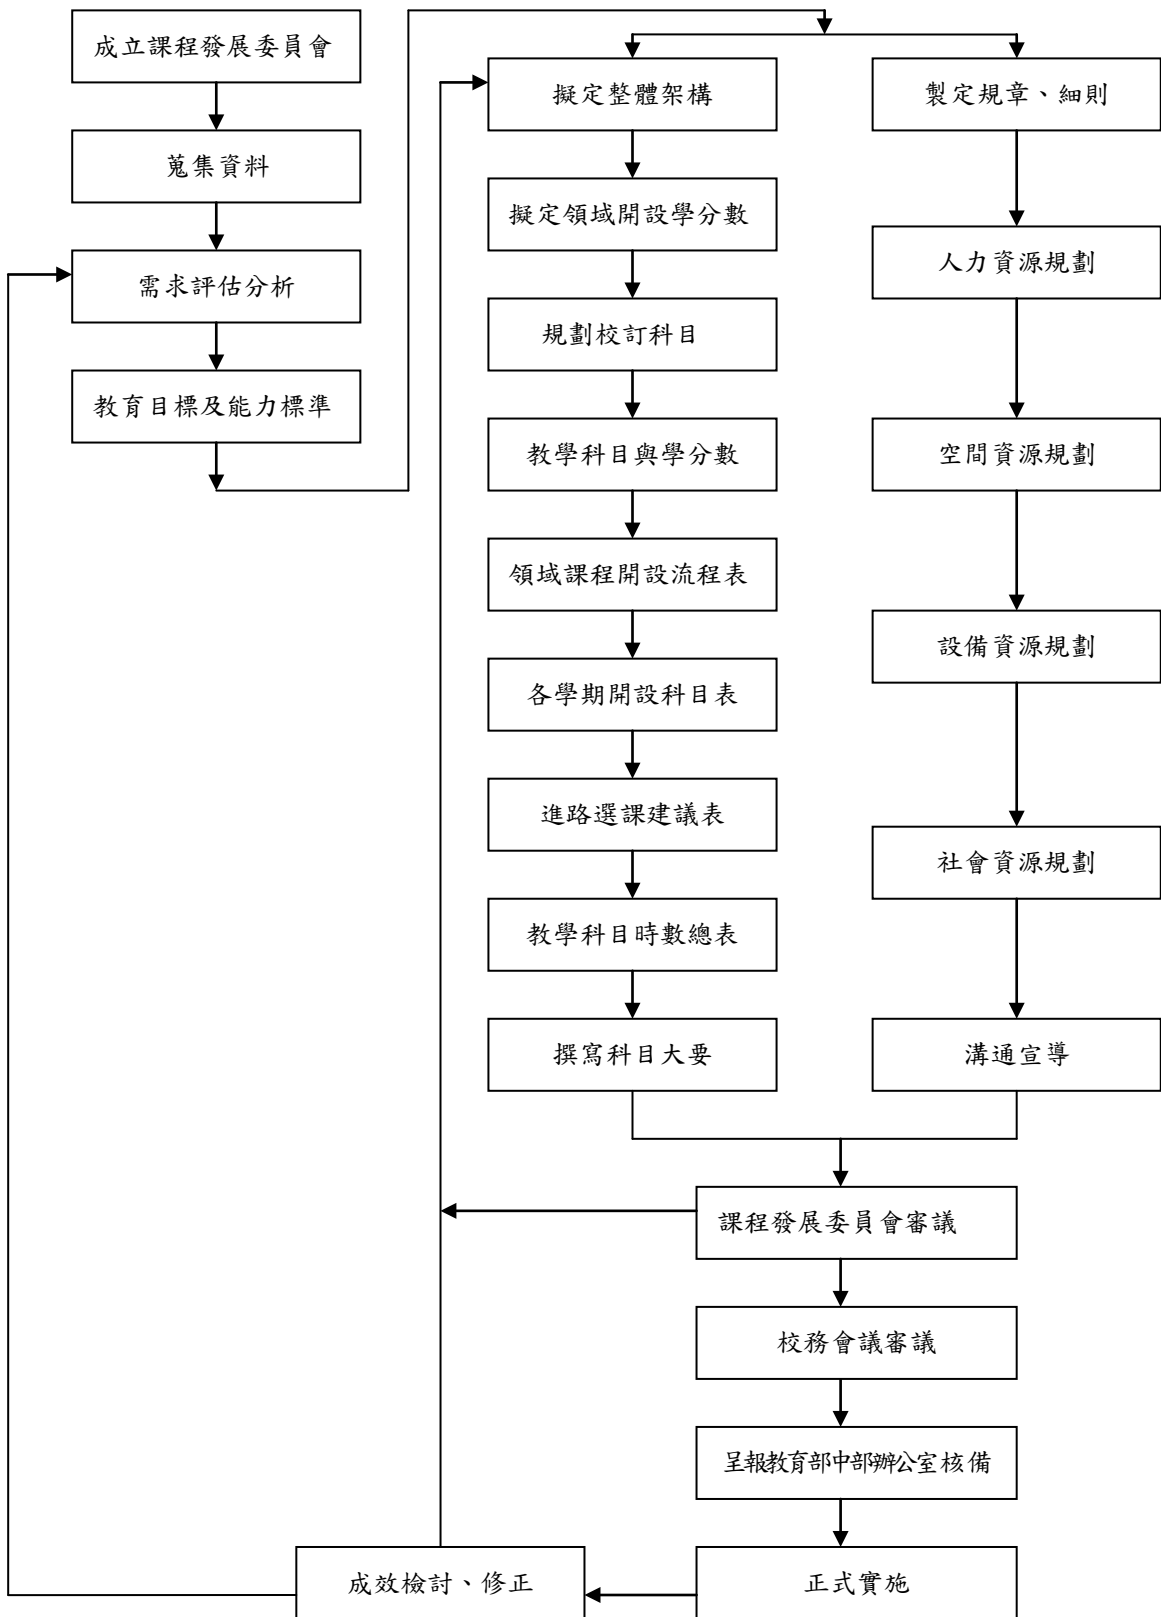 成立課程發展委員會
蒐集資料
需求評估分析
教育目標及能力標準
擬定整體架構
擬定領域開設學分數
規劃校訂科目
教學科目與學分數
領域課程開設流程表
各學期開設科目表
進路選課建議表
教學科目時數總表
撰寫科目大要
製定規章、細則
人力資源規劃
空間資源規劃
設備資源規劃
社會資源規劃
溝通宣導
課程發展委員會審議
校務會議審議
呈報教育部中部辦公室核備
正式實施
成效檢討、修正